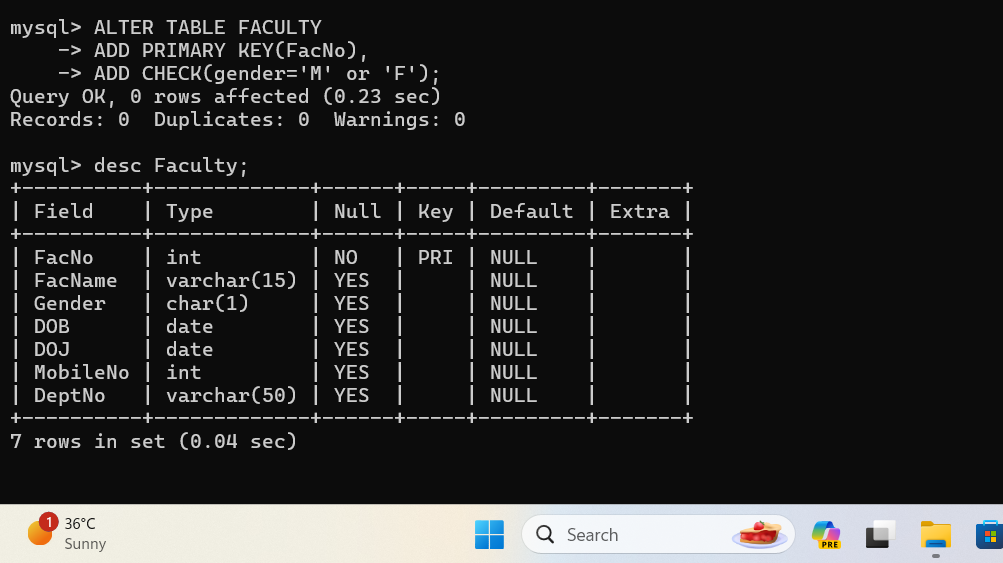 mysql> ALTER TABLE FACULTY
    -> ADD PRIMARY KEY(FacNo),
    -> ADD CHECK(gender='M' or 'F');
Query OK, 0 rows affected (0.23 sec)
Records: 0  Duplicates: 0  Warnings: 0
mysql> desc Faculty;
+----------+-------------+------+-----+---------+-------+
| Field    | Type        | Null | Key | Default | Extra |
+----------+-------------+------+-----+---------+-------+
| FacNo    | int         | NO   | PRI | NULL    |       |
| FacName  | varchar(15) | YES  |     | NULL    |       |
| Gender   | char(1)     | YES  |     | NULL    |       |
| DOB      | date        | YES  |     | NULL    |       |
| DOJ      | date        | YES  |     | NULL    |       |
| MobileNo | int         | YES  |     | NULL    |       |
| DeptNo   | varchar(50) | YES  |     | NULL    |       |
+----------+-------------+------+-----+---------+-------+
7 rows in set (0.04 sec)
1
36°C
Sunny
Search
PRE